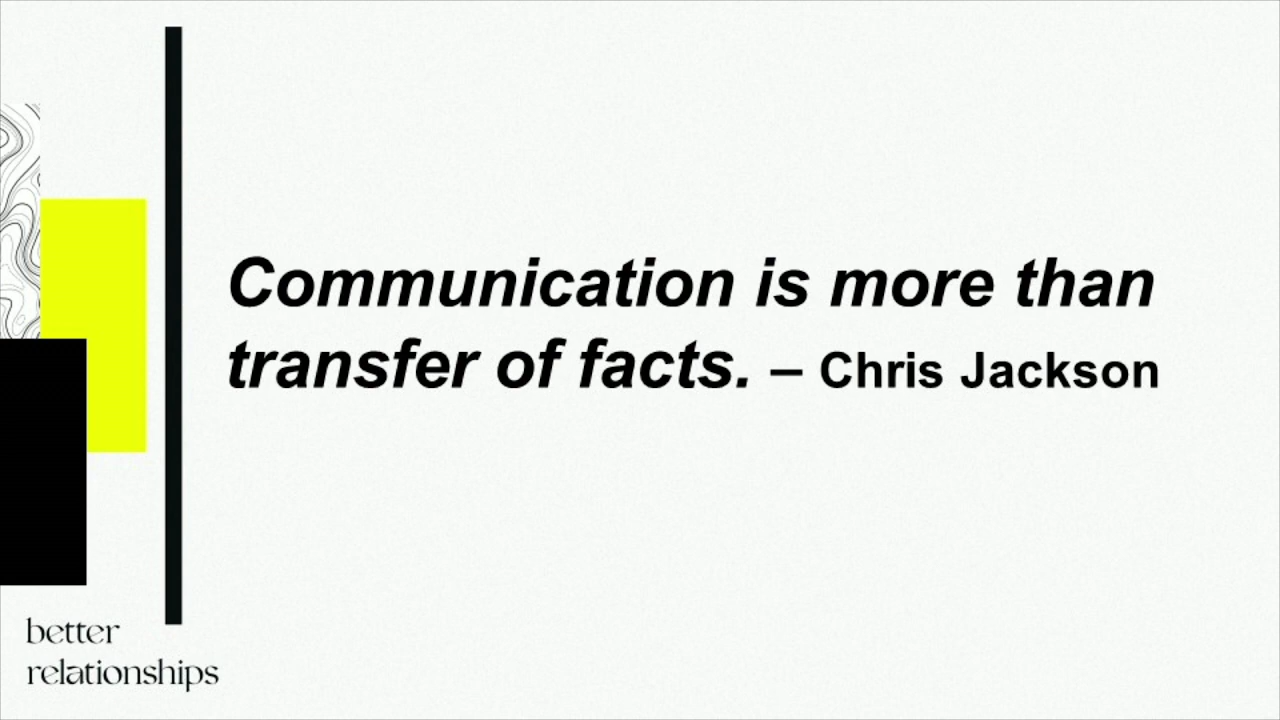 Communication is more than
transfer of facts. – Chris Jackson
better
relationships